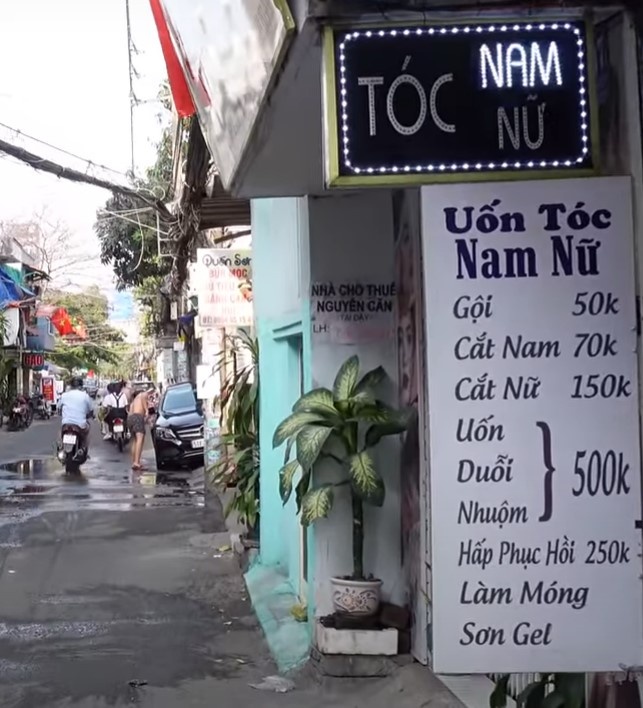 TÓC NAM
NỮ
Uốn Tóc
Nam Nữ
Gội 50k
Cắt Nam 70k
Cắt Nữ 150k
Uốn
Duỗi } 500k
Nhuộm
Hấp Phục Hồi 250k
Làm Móng
Sơn Gel
NHÀ CHO THUÊ
NGUYÊN CĂN
LH: